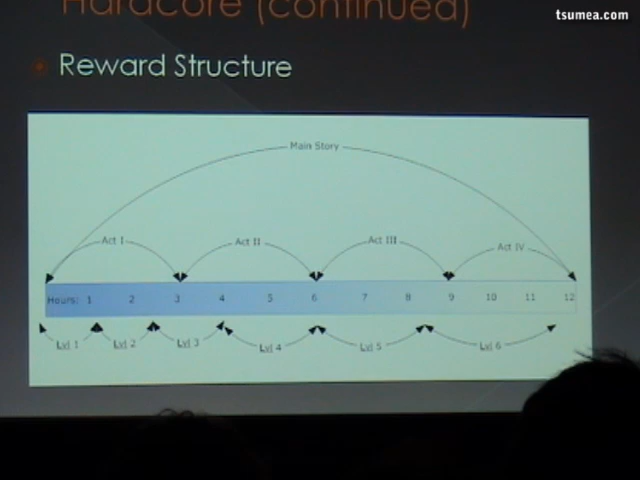 Hardcore (continued)
tsumea.com
Reward Structure
Main Story
Act I Act II Act III Act IV
Hours: 1 2 3 4 5 6 7 8 9 10 11 12
Lvl 1 Lvl 2 Lvl 3 Lvl 4 Lvl 5 Lvl 6